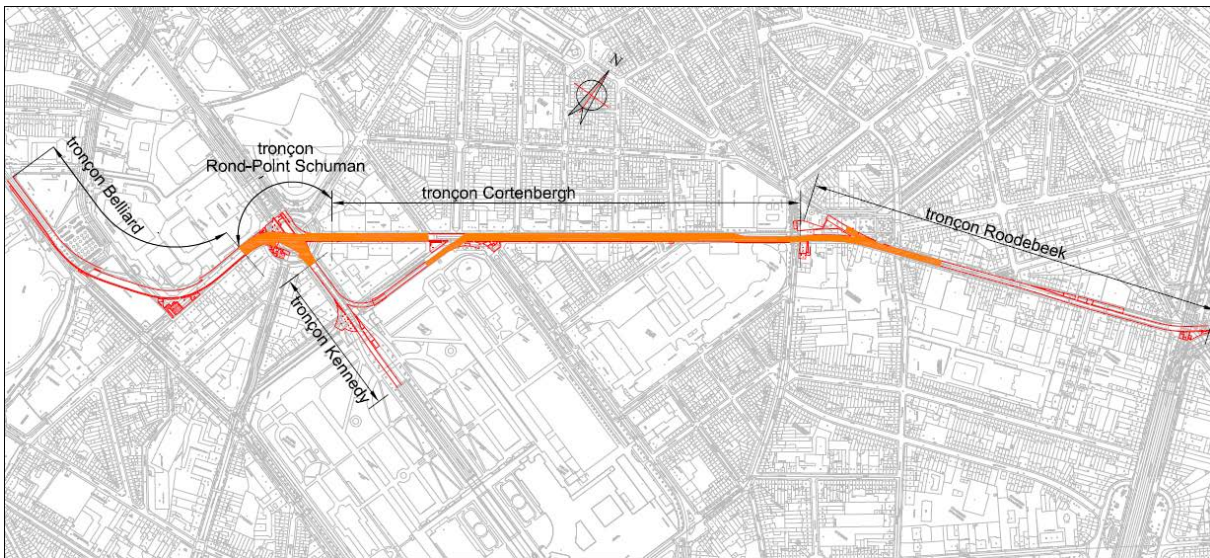 N
tronçon
Rond-Point Schuman
tronçon Belliard
tronçon Cortenbergh
tronçon Roodebeek
tronçon Kennedy